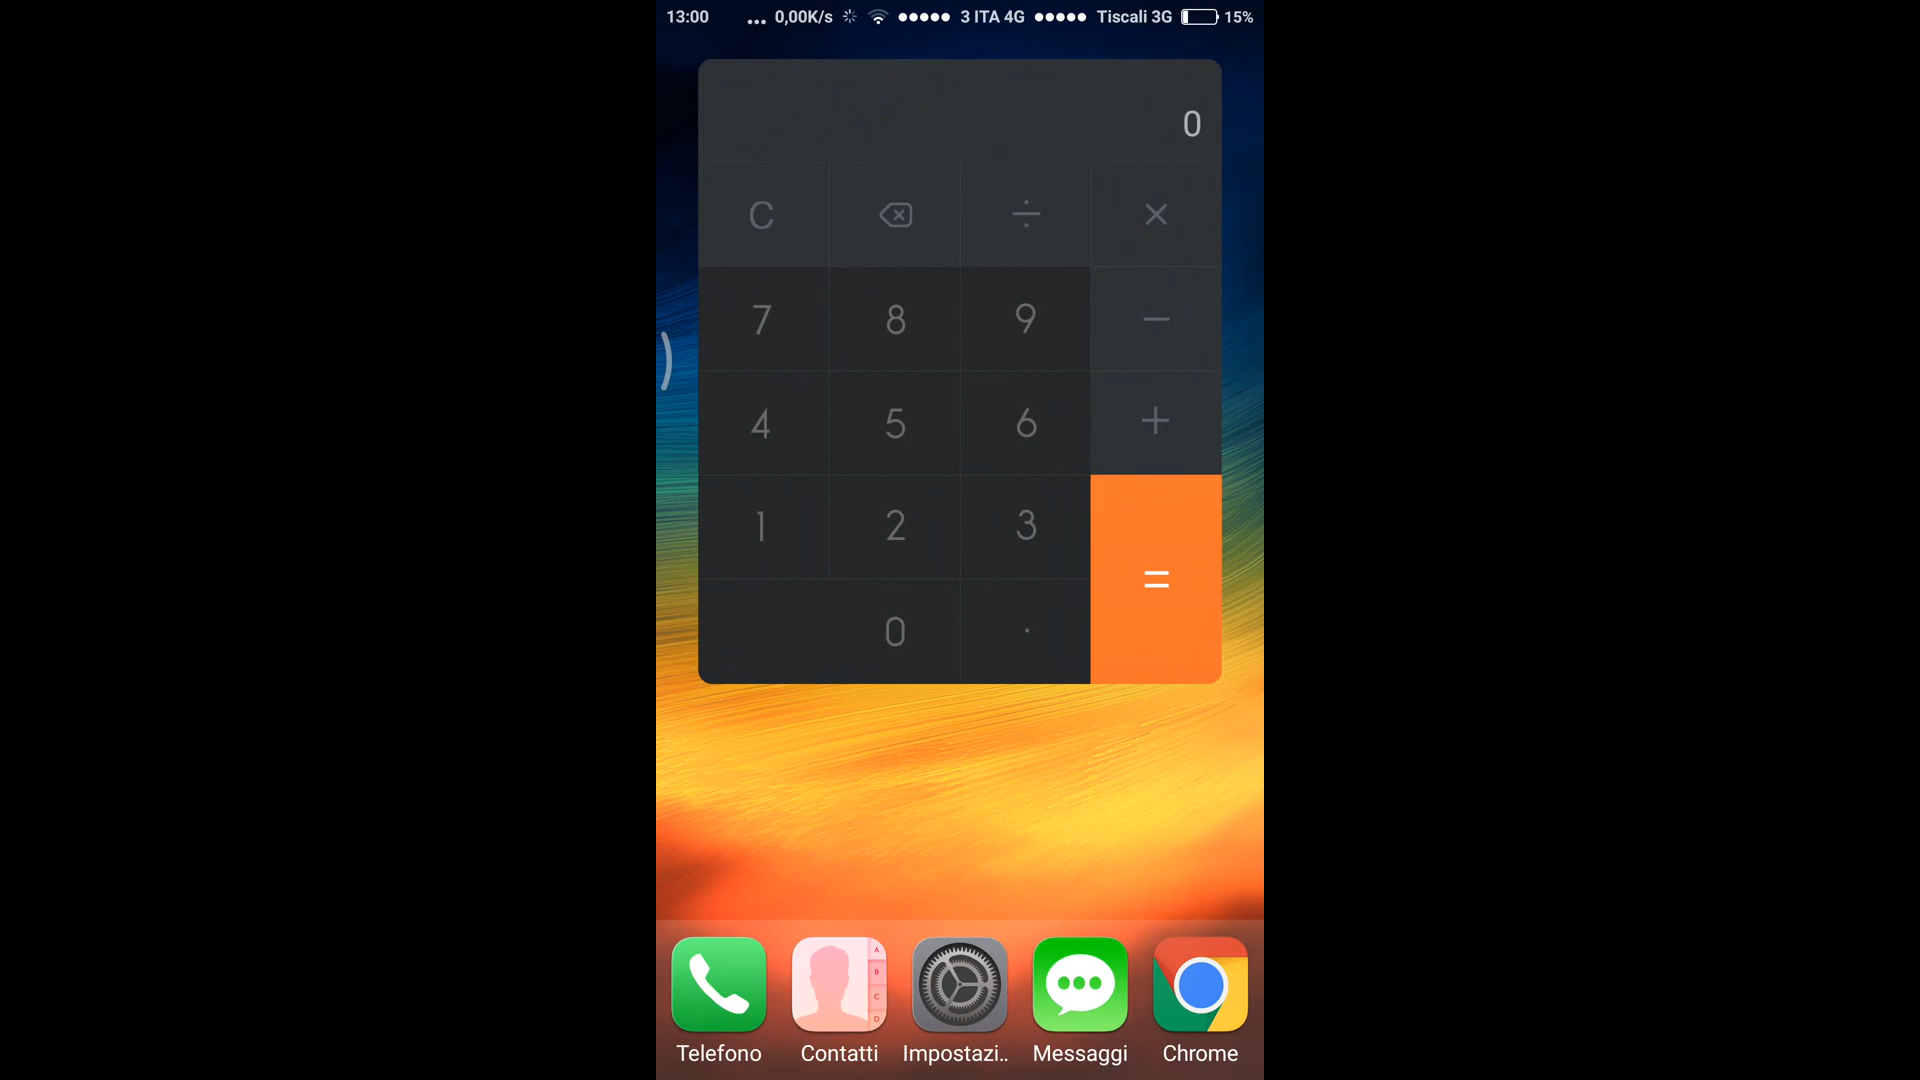 13:00 ... 0,00K/s 3 ITA 4G Tiscali 3G 15%
0
C ÷ ×
7 8 9 −
4 5 6 +
1 2 3
=
0 .
A
B
C
D
Telefono Contatti Impostazi.. Messaggi Chrome